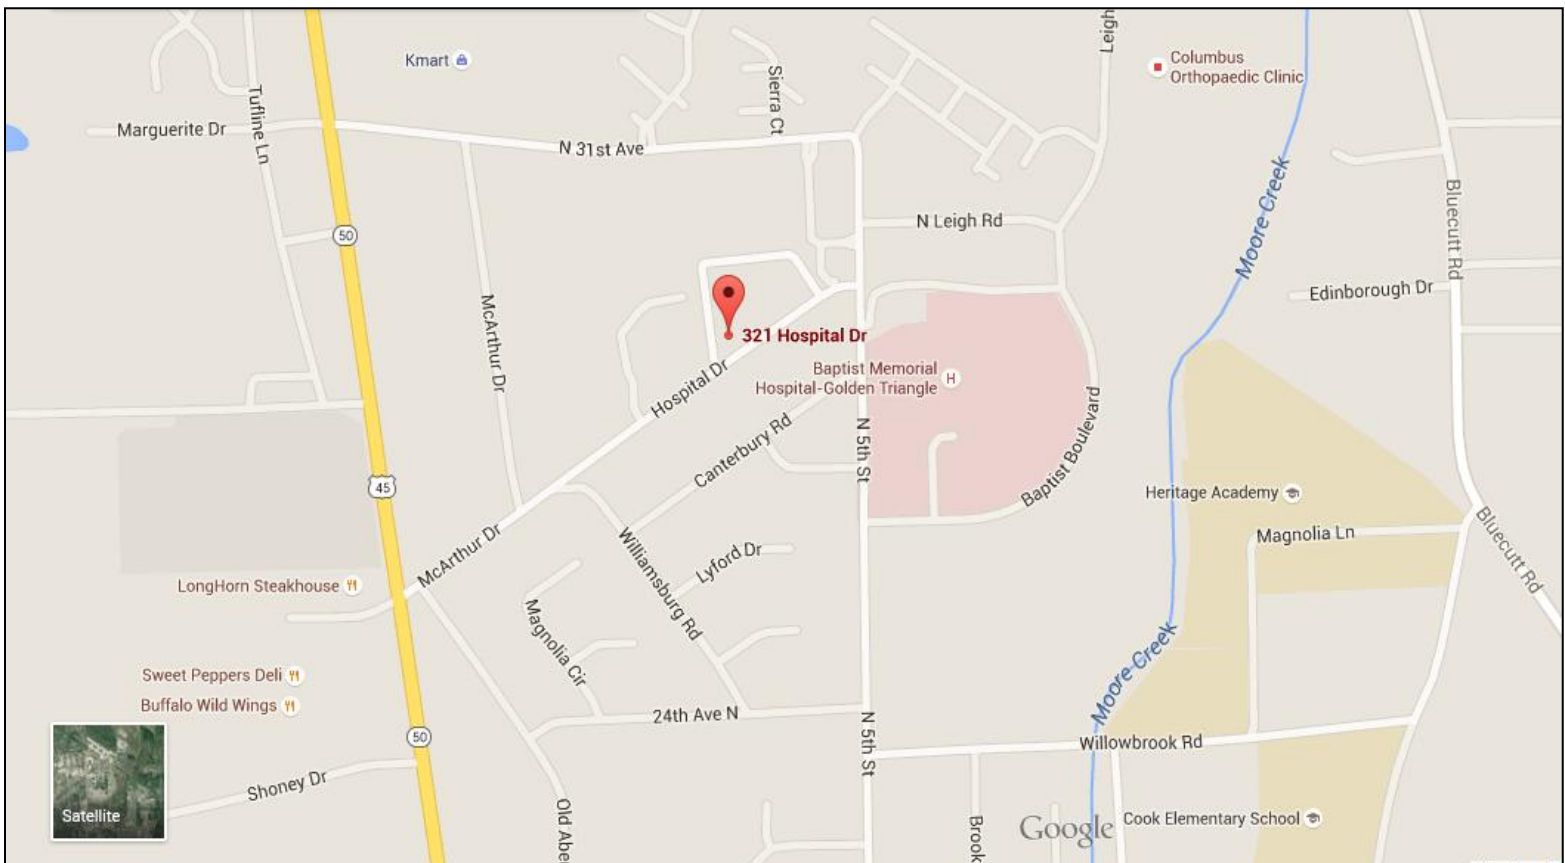 Leigh
Kmart
Columbus
Orthopaedic Clinic
Sierra Ct
Tufline Ln
Marguerite Dr
N 31st Ave
Moore Creek
Bluecutt Rd
N Leigh Rd
50
Edinborough Dr
McArthur Dr
321 Hospital Dr
Baptist Memorial
Hospital-Golden Triangle
H
Hospital Dr
Canterbury Rd
N 5th St
Baptist Boulevard
45
Heritage Academy
Magnolia Ln
Bluecutt Rd
McArthur Dr
Williamsburg Rd
Lyford Dr
LongHorn Steakhouse
Magnolia Cir
Moore Creek
Sweet Peppers Deli
Buffalo Wild Wings
24th Ave N
N 5th St
50
Willowbrook Rd
Shoney Dr
Satellite
Old Abe
Brook
Google
Cook Elementary School